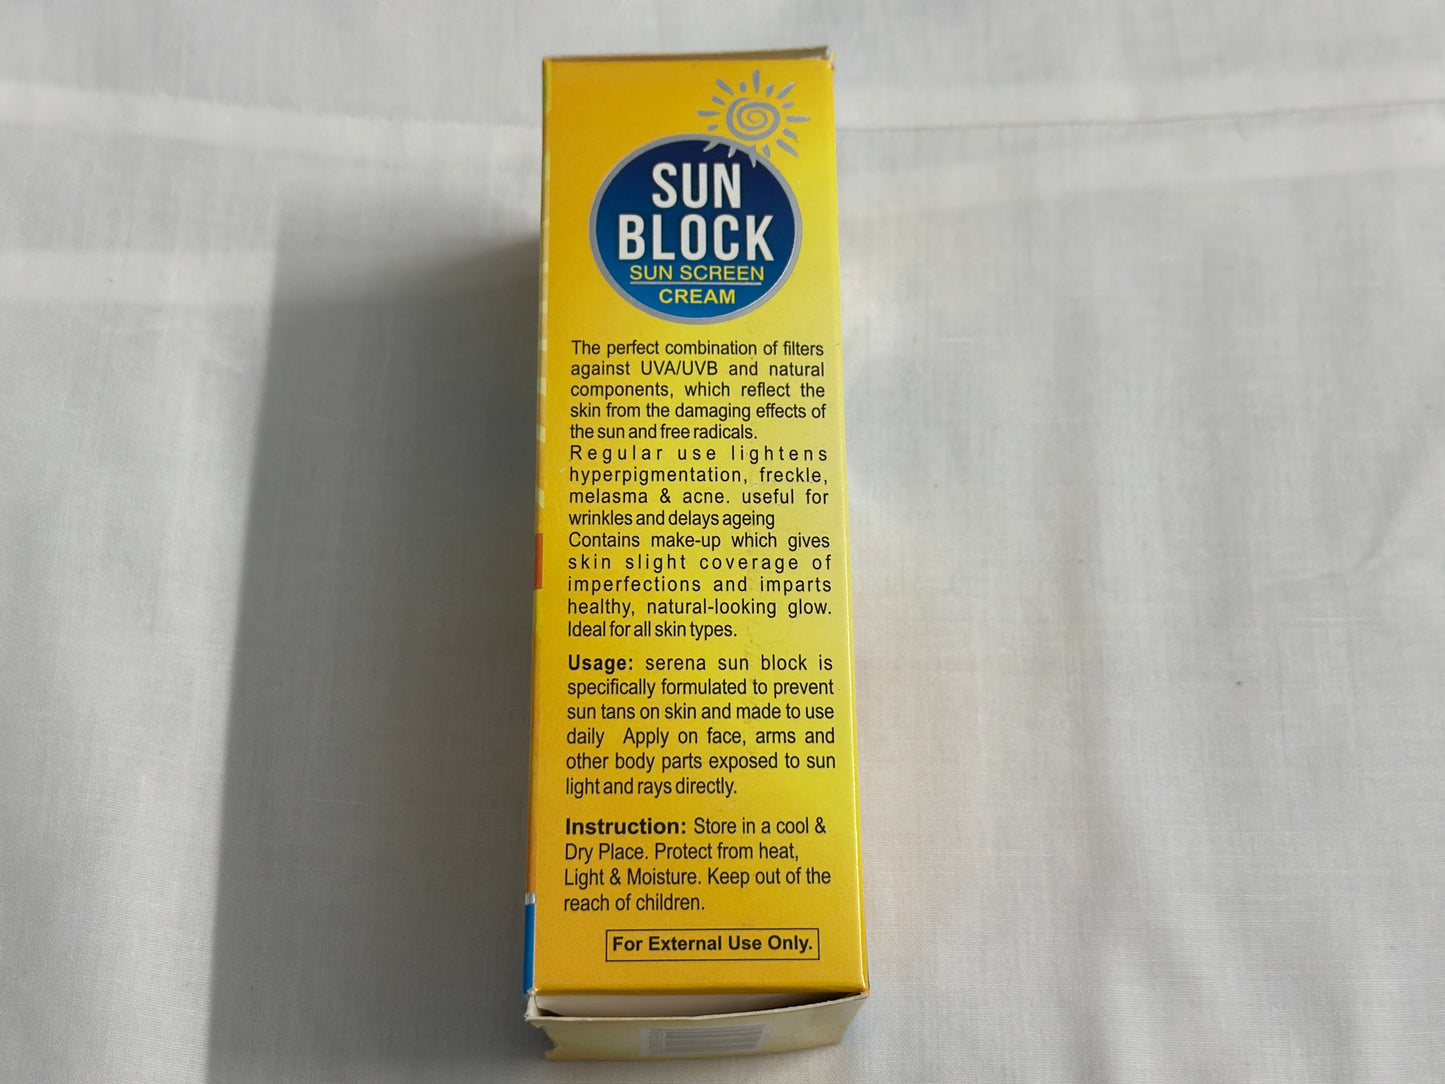 SUN
BLOCK
SUN SCREEN
CREAM
The perfect combination of filters
against UVA/UVB and natural
components, which reflect the
skin from the damaging effects of
the sun and free radicals.
Regular use lightens
hyperpigmentation, freckle,
melasma & acne. useful for
wrinkles and delays ageing
Contains make-up which gives
skin slight coverage of
imperfections and imparts
healthy, natural-looking glow.
Ideal for all skin types.
Usage: serena sun block is
specifically formulated to prevent
sun tans on skin and made to use
daily Apply on face, arms and
other body parts exposed to sun
light and rays directly.
Instruction: Store in a cool &
Dry Place. Protect from heat,
Light & Moisture. Keep out of the
reach of children.
For External Use Only.